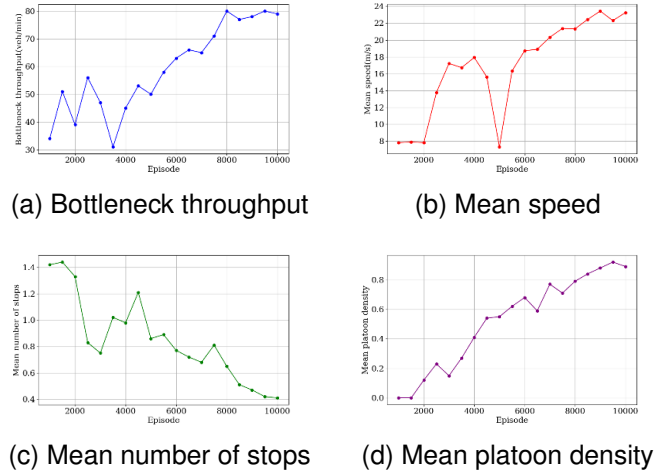 80
70
60
50
40
30
Bottleneck throughput(veh/min)
2000 4000 6000 8000 10000
Episode
(a) Bottleneck throughput
24
22
20
18
16
14
12
10
8
Mean speed(m/s)
2000 4000 6000 8000 10000
Episode
(b) Mean speed
1.4
1.2
1.0
0.8
0.6
0.4
Mean number of stops
2000 4000 6000 8000 10000
Episode
(c) Mean number of stops
0.8
0.6
0.4
0.2
0.0
Mean platoon density
2000 4000 6000 8000 10000
Episode
(d) Mean platoon density